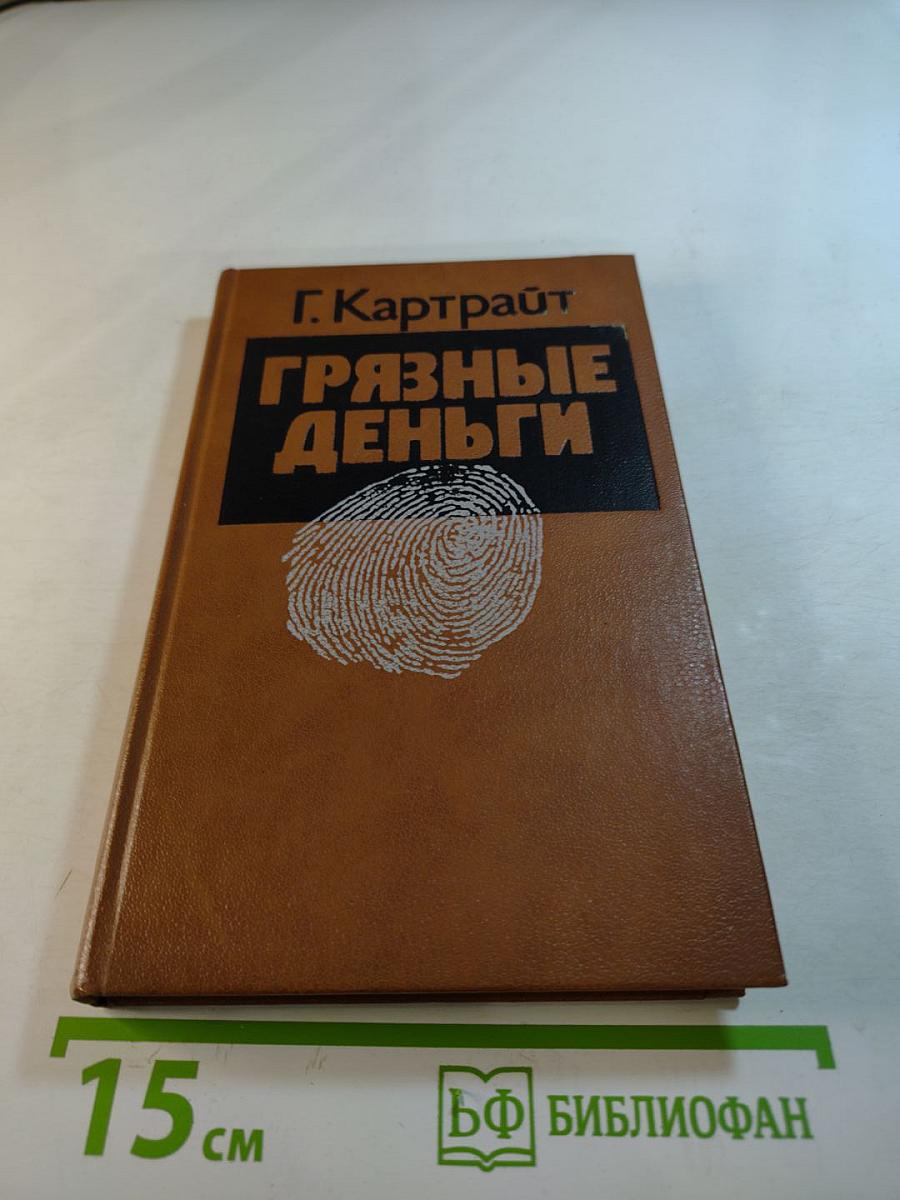 Г. Картрайт
ГРЯЗНЫЕ
ДЕНЬГИ
15 см
БФ БИБЛИОФАН